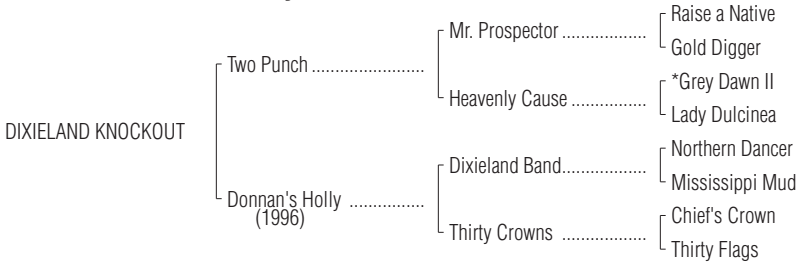 Raise a Native
Mr. Prospector ..................
Gold Digger
Two Punch ........................
*Grey Dawn II
Heavenly Cause .................
Lady Dulcinea
DIXIELAND KNOCKOUT
Northern Dancer
Dixieland Band..................
Mississippi Mud
Donnan's Holly ................
(1996)
Chief's Crown
Thirty Crowns ..................
Thirty Flags